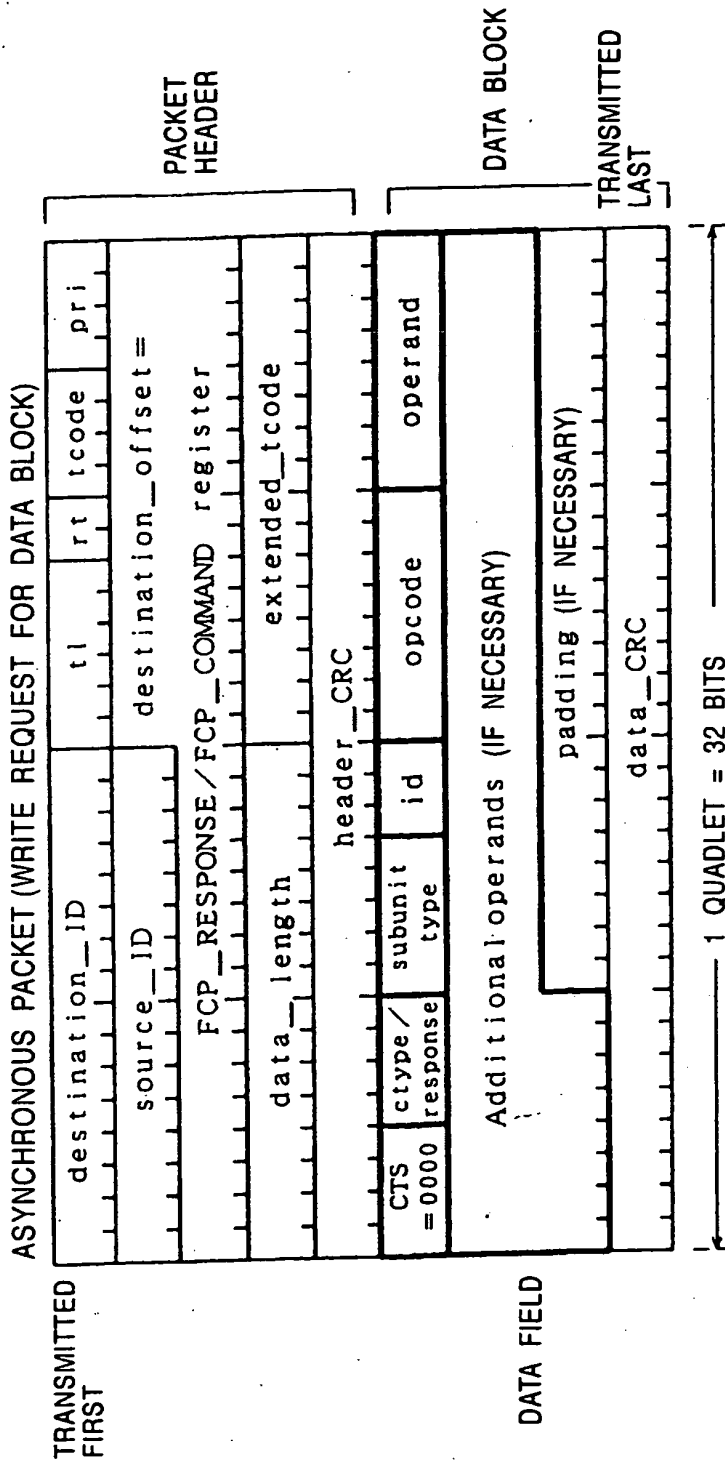 ASYNCHRONOUS PACKET (WRITE REQUEST FOR DATA BLOCK)
TRANSMITTED
FIRST
destination_ID
tl
rt
tcode
pri
PACKET
HEADER
source_ID
destination_offset=
FCP_RESPONSE/FCP_COMMAND register
data_length
extended_tcode
header_CRC
CTS
=0000
ctype/
response
subunit
type
id
opcode
operand
DATA BLOCK
DATA FIELD
Additional operands (IF NECESSARY)
padding (IF NECESSARY)
data_CRC
TRANSMITTED
LAST
1 QUADLET = 32 BITS